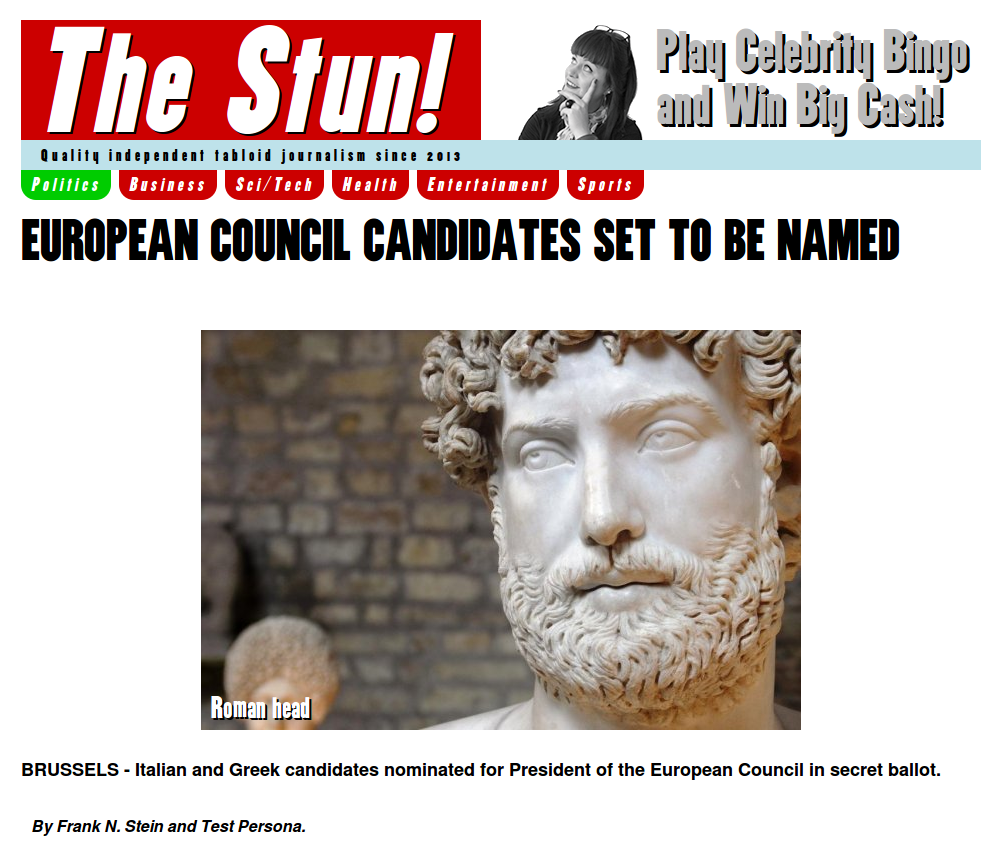 The Stun!
Play Celebrity Bingo
and Win Big Cash!
Quality independent tabloid journalism since 2013
Politics Business Sci/Tech Health Entertainment Sports
EUROPEAN COUNCIL CANDIDATES SET TO BE NAMED
Roman head
BRUSSELS - Italian and Greek candidates nominated for President of the European Council in secret ballot.
By Frank N. Stein and Test Persona.